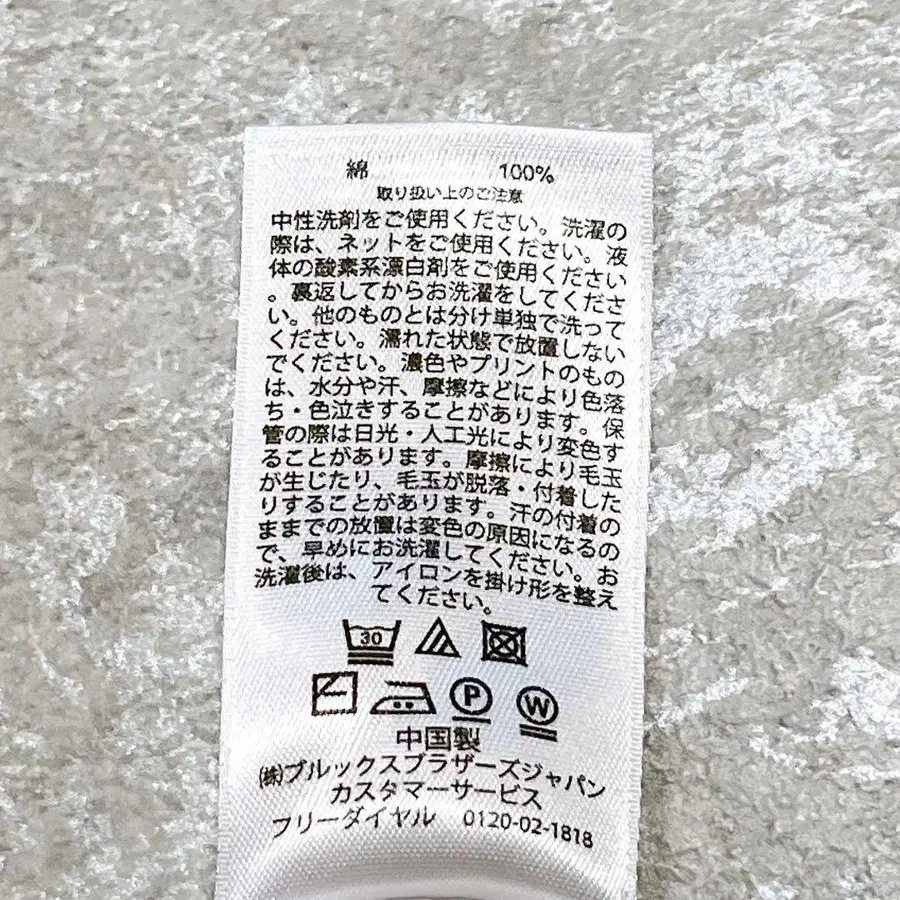 綿 100%
取り扱い上のご注意
中性洗剤をご使用ください。洗濯の
際は、ネットをご使用ください。液
体の酸素系漂白剤をご使用ください
。裏返してからお洗濯をしてくださ
い。他のものとは分け単独で洗って
ください。濡れた状態で放置しない
でください。濃色やプリントのもの
は、水分や汗、摩擦などにより色落
ち・色泣きすることがあります。保
管の際は日光・人工光により変色す
ることがあります。摩擦により毛玉
が生じたり、毛玉が脱落・付着した
りすることがあります。汗の付着の
ままでの放置は変色の原因になるの
で、早めにお洗濯してください。お
洗濯後は、アイロンを掛け形を整え
てください。
30
P W
中国製
㈱ブルックスブラザーズジャパン
カスタマーサービス
フリーダイヤル 0120-02-1818